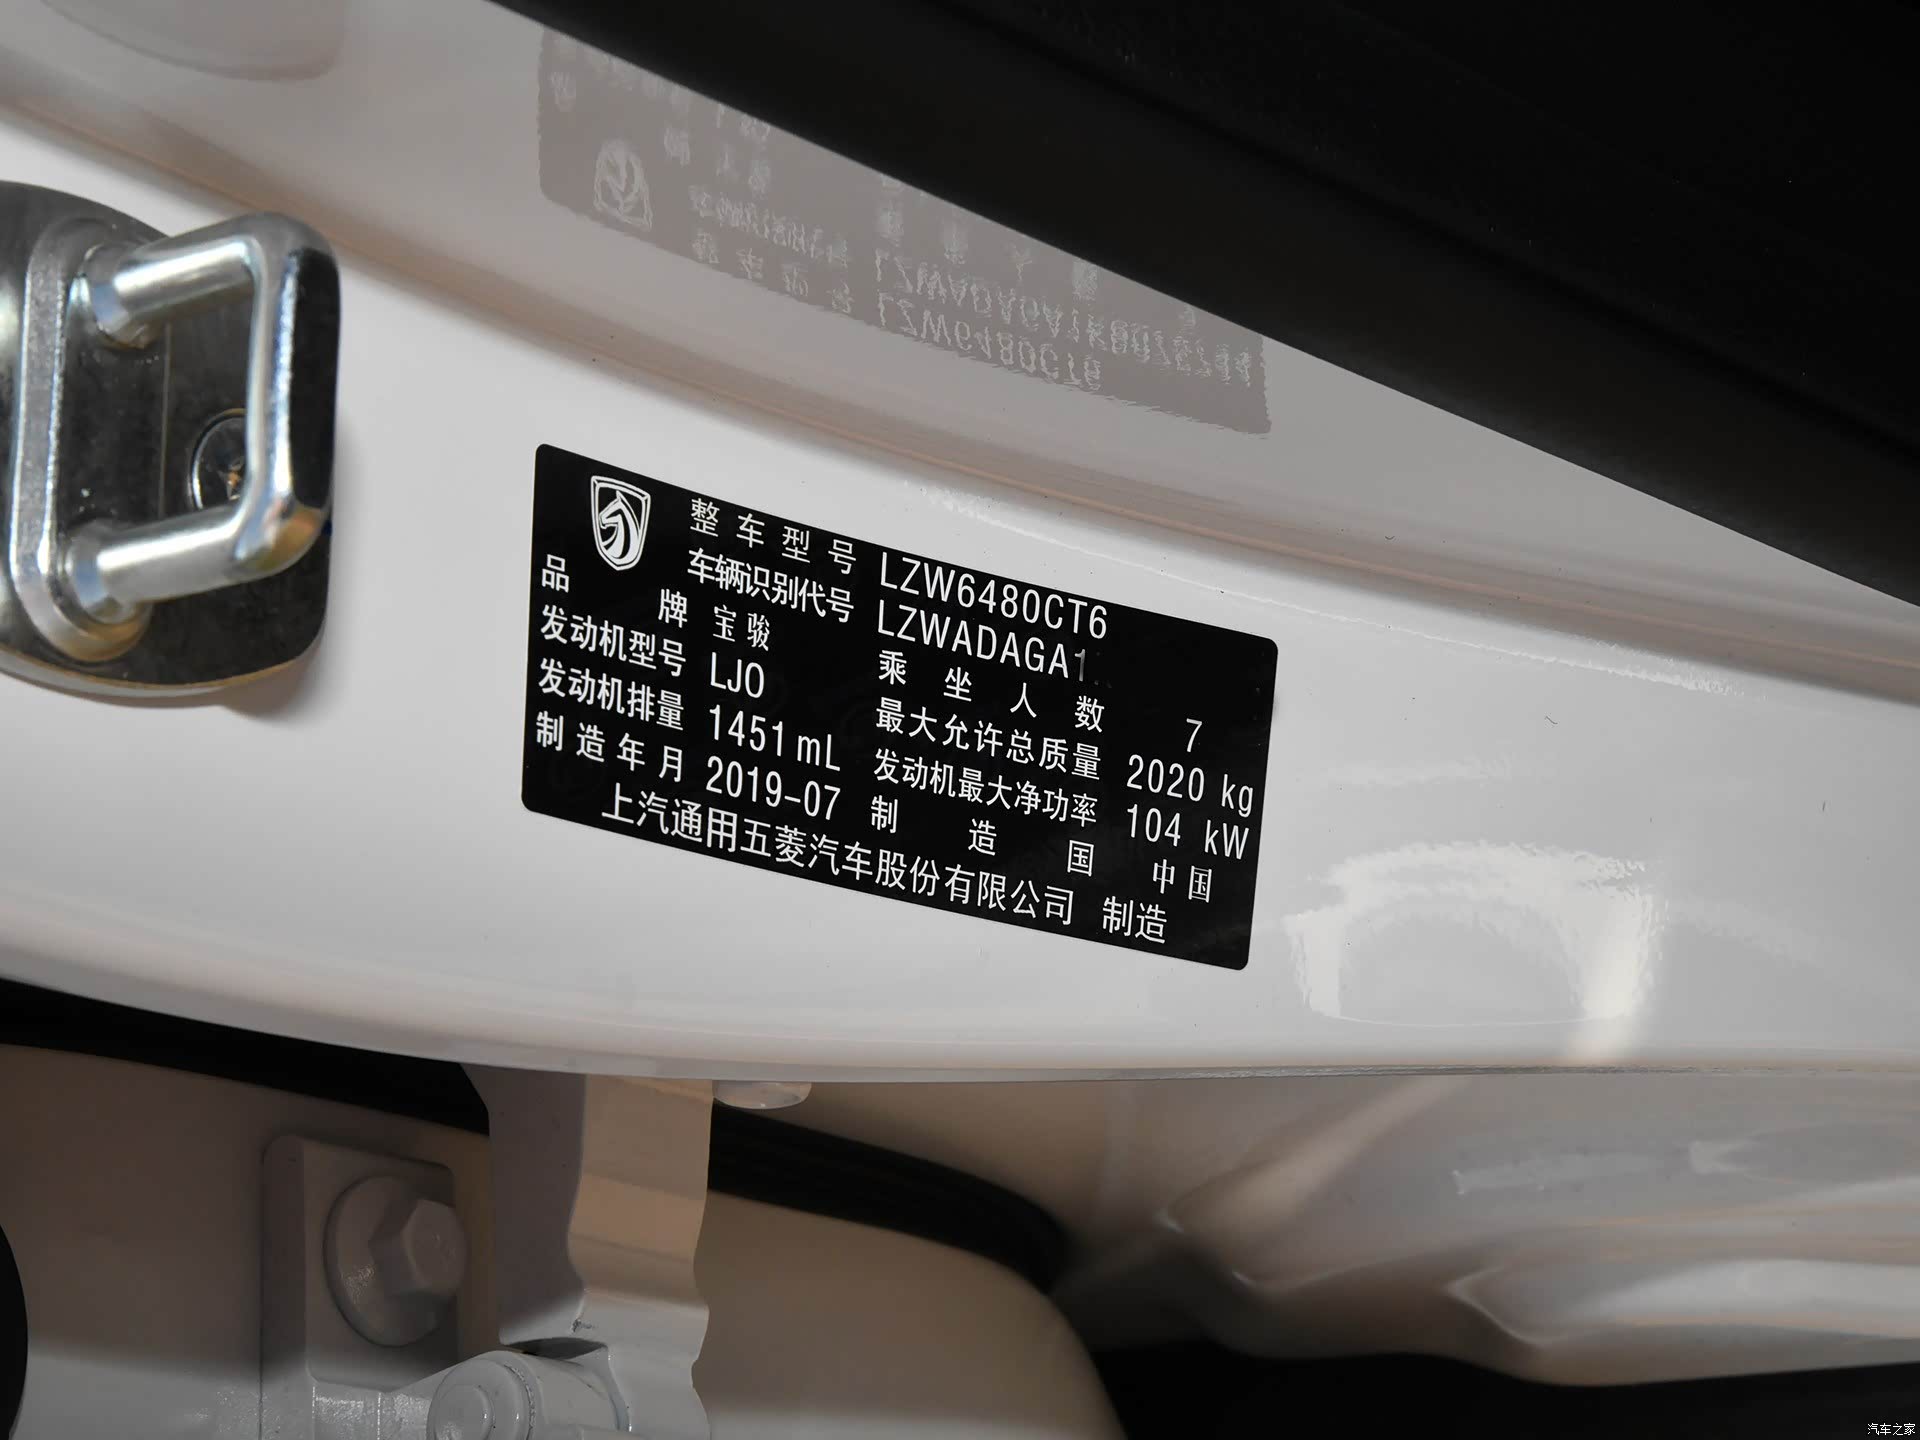 整车型号 LZW6480CT6
车辆识别代号 LZWADAGA1
品牌 宝骏 乘坐人数 7
发动机型号 LJO 最大允许总质量 2020 kg
发动机排量 1451mL 发动机最大净功率 104 kW
制造年月 2019-07 制造国 中国
上汽通用五菱汽车股份有限公司 制造
汽车之家